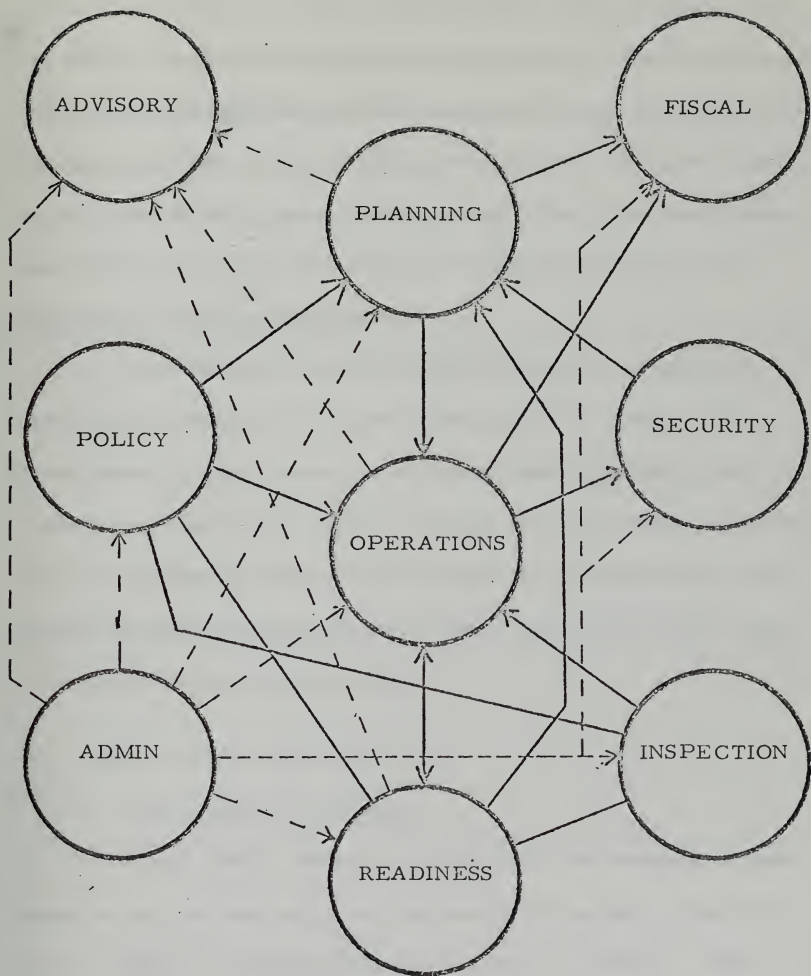 ADVISORY
FISCAL
PLANNING
POLICY
SECURITY
OPERATIONS
ADMIN
INSPECTION
READINESS